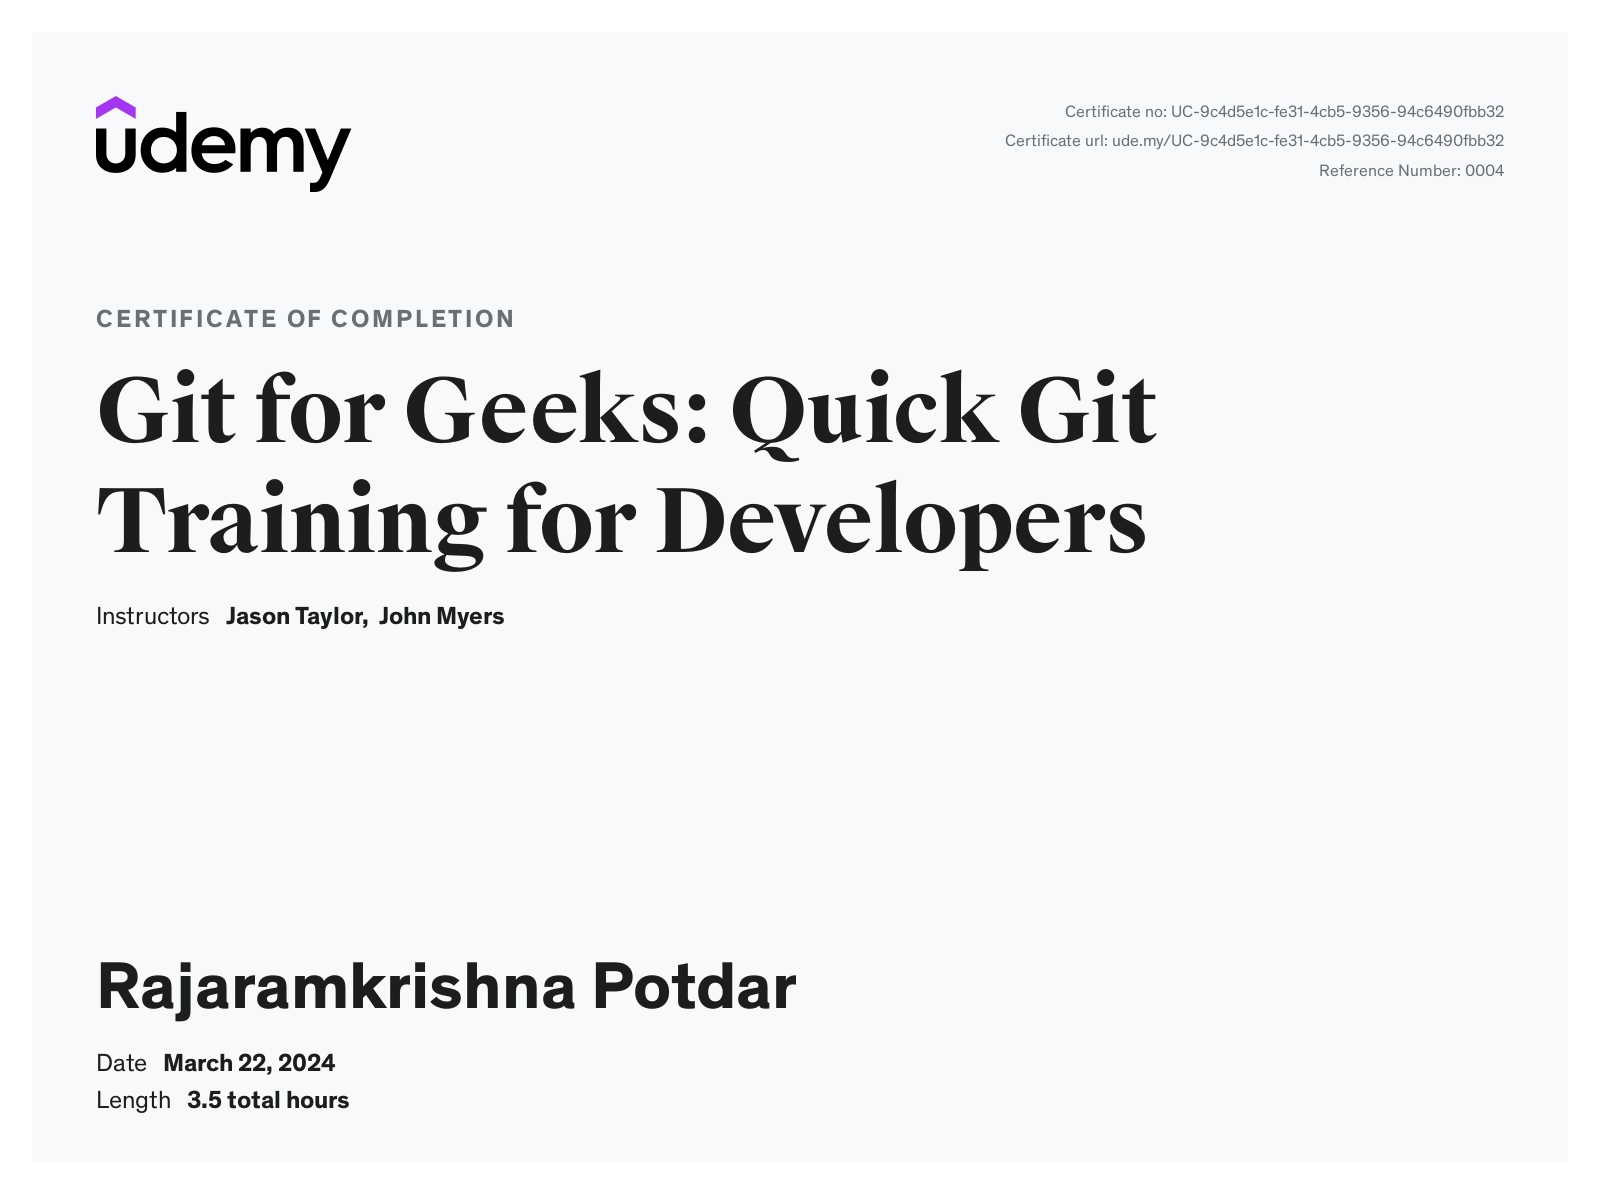 udemy
Certificate no: UC-9c4d5e1c-fe31-4cb5-9356-94c6490fbb32
Certificate url: ude.my/UC-9c4d5e1c-fe31-4cb5-9356-94c6490fbb32
Reference Number: 0004
CERTIFICATE OF COMPLETION
Git for Geeks: Quick Git
Training for Developers
Instructors Jason Taylor, John Myers
Rajaramkrishna Potdar
Date March 22, 2024
Length 3.5 total hours